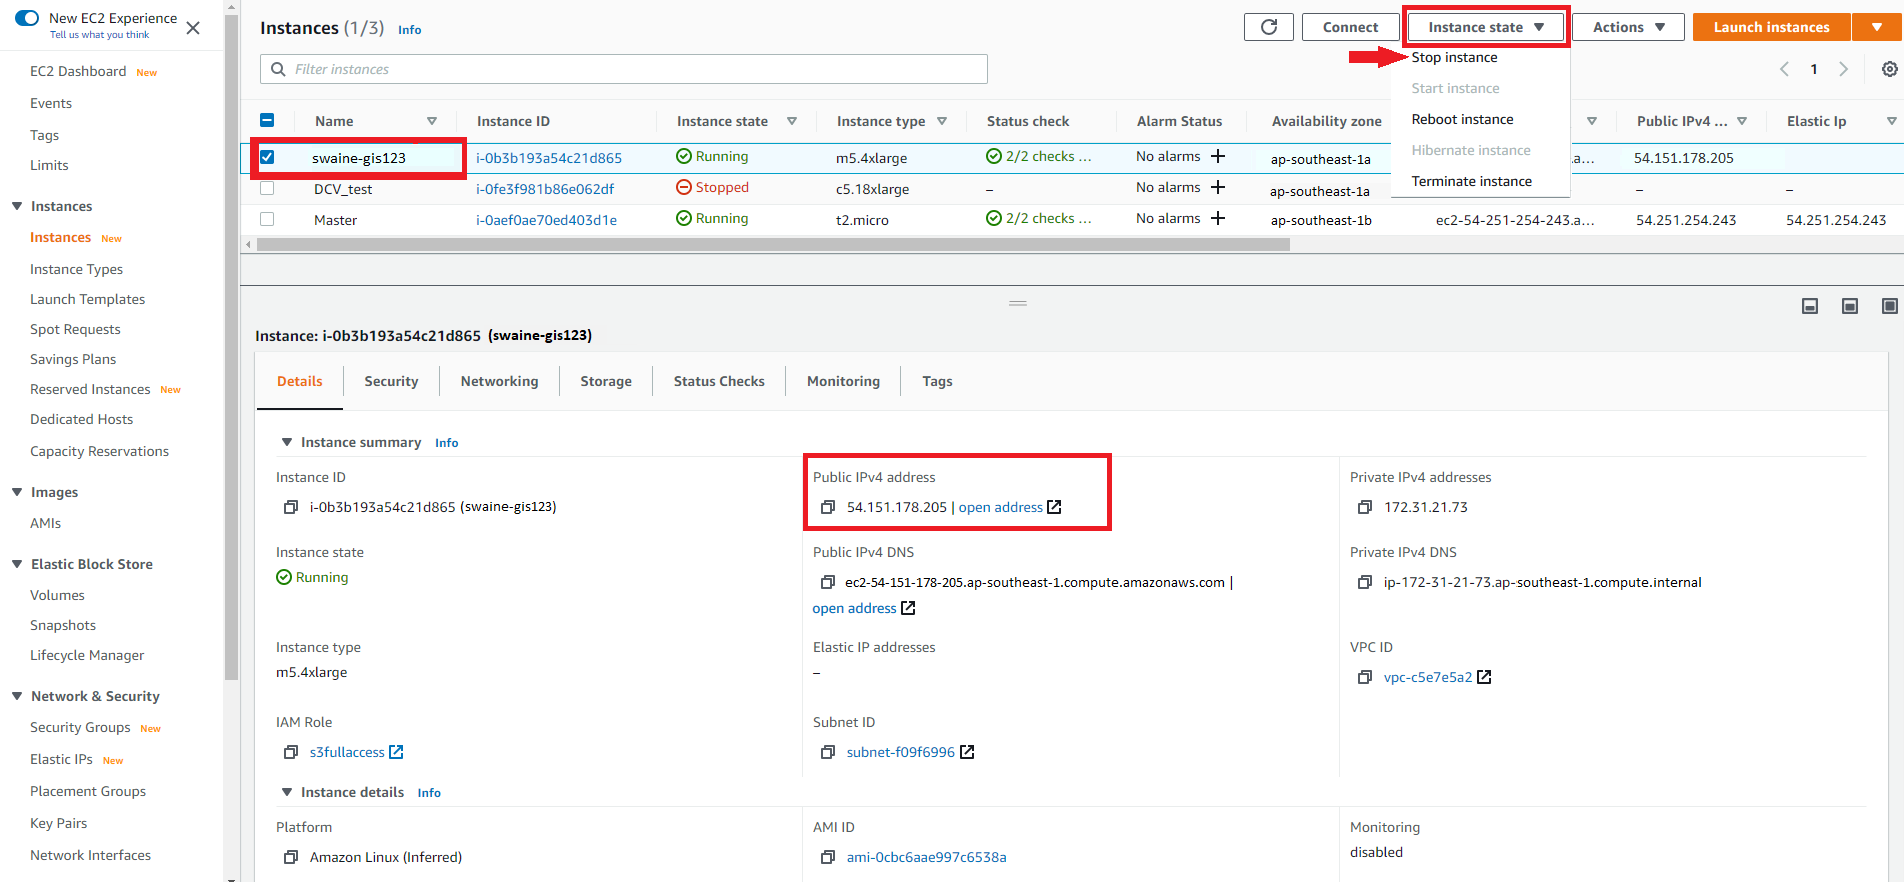 New EC2 Experience
Tell us what you think
EC2 Dashboard New
Events
Tags
Limits
Instances
Instances New
Instance Types
Launch Templates
Spot Requests
Savings Plans
Reserved Instances New
Dedicated Hosts
Capacity Reservations
Images
AMIs
Elastic Block Store
Volumes
Snapshots
Lifecycle Manager
Network & Security
Security Groups New
Elastic IPs New
Placement Groups
Key Pairs
Network Interfaces
Instances (1/3) Info
Connect
Instance state
Actions
Launch instances
Filter instances
1
Stop instance
Start instance
Reboot instance
Hibernate instance
Terminate instance
Name Instance ID Instance state Instance type Status check Alarm Status Availability zone Public IPv4 ... Elastic Ip
swaine-gis123 i-0b3b193a54c21d865 Running m5.4xlarge 2/2 checks ... No alarms + ap-southeast-1a .a... 54.151.178.205
DCV_test i-0fe3f981b86e062df Stopped c5.18xlarge – No alarms + ap-southeast-1a – –
Master i-0aef0ae70ed403d1e Running t2.micro 2/2 checks ... No alarms + ap-southeast-1b ec2-54-251-254-243.a... 54.251.254.243 54.251.254.243
Instance: i-0b3b193a54c21d865 (swaine-gis123)
Details Security Networking Storage Status Checks Monitoring Tags
Instance summary Info
Instance ID
i-0b3b193a54c21d865 (swaine-gis123)
Public IPv4 address
54.151.178.205 | open address
Private IPv4 addresses
172.31.21.73
Instance state
Running
Public IPv4 DNS
ec2-54-151-178-205.ap-southeast-1.compute.amazonaws.com |
open address
Private IPv4 DNS
ip-172-31-21-73.ap-southeast-1.compute.internal
Instance type
m5.4xlarge
Elastic IP addresses
–
VPC ID
vpc-c5e7e5a2
IAM Role
s3fullaccess
Subnet ID
subnet-f09f6996
Instance details Info
Platform
Amazon Linux (Inferred)
AMI ID
ami-0cbc6aae997c6538a
Monitoring
disabled